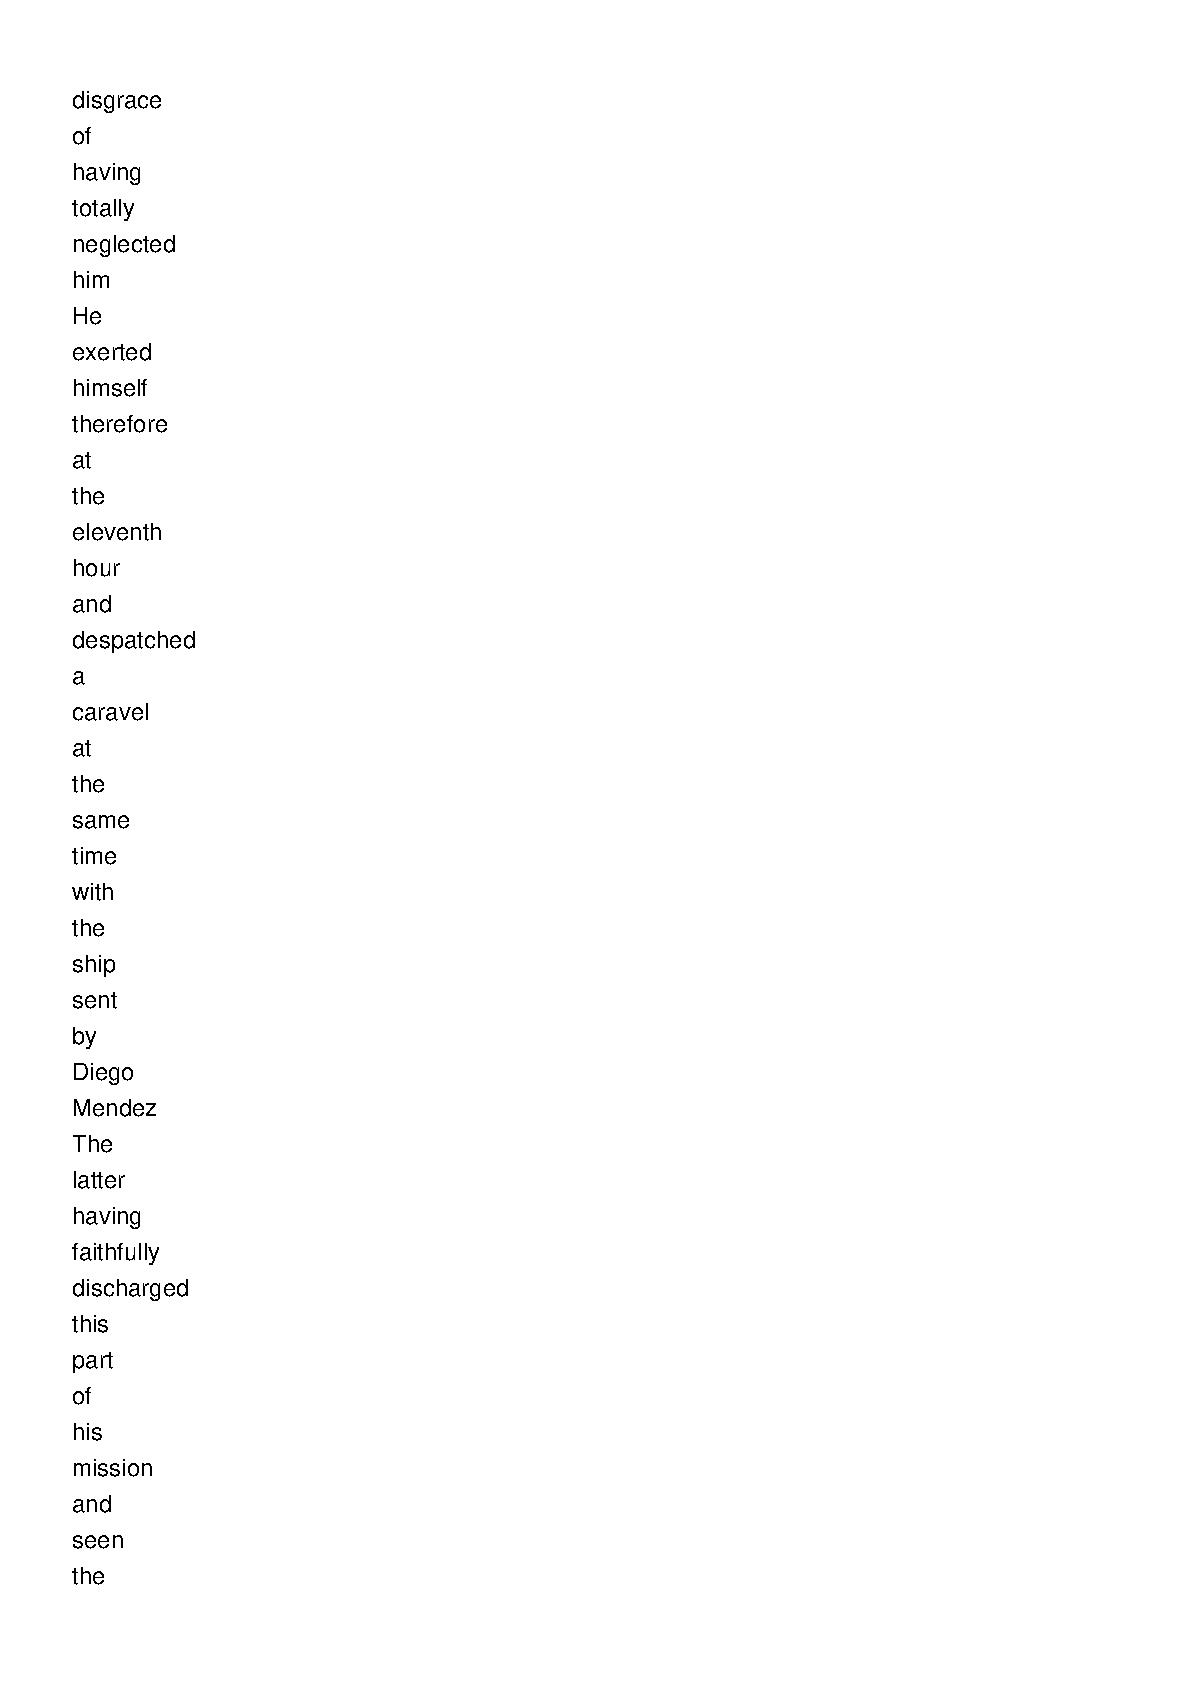 disgrace
of
having
totally
neglected
him
He
exerted
himself
therefore
at
the
eleventh
hour
and
despatched
a
caravel
at
the
same
time
with
the
ship
sent
by
Diego
Mendez
The
latter
having
faithfully
discharged
this
part
of
his
mission
and
seen
the